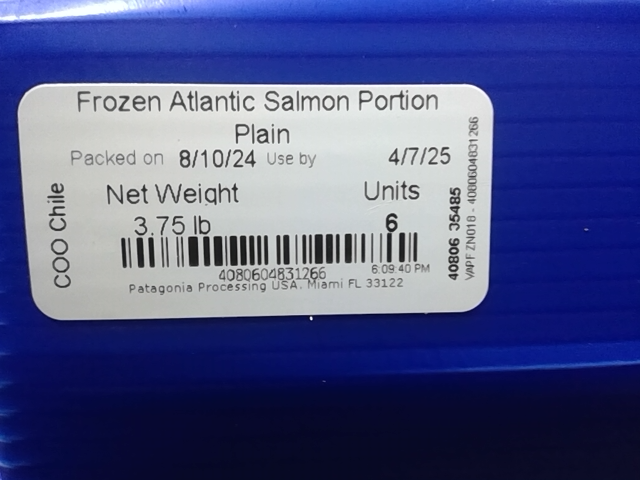 Frozen Atlantic Salmon Portion
Plain
Packed on 8/10/24 Use by 4/7/25
Net Weight Units
3.75 lb 6
4080604831266 6:09:40 PM
Patagonia Processing USA. Miami FL 33122
COO Chile
40806 35485
VAPFZN018 - 4080604831266